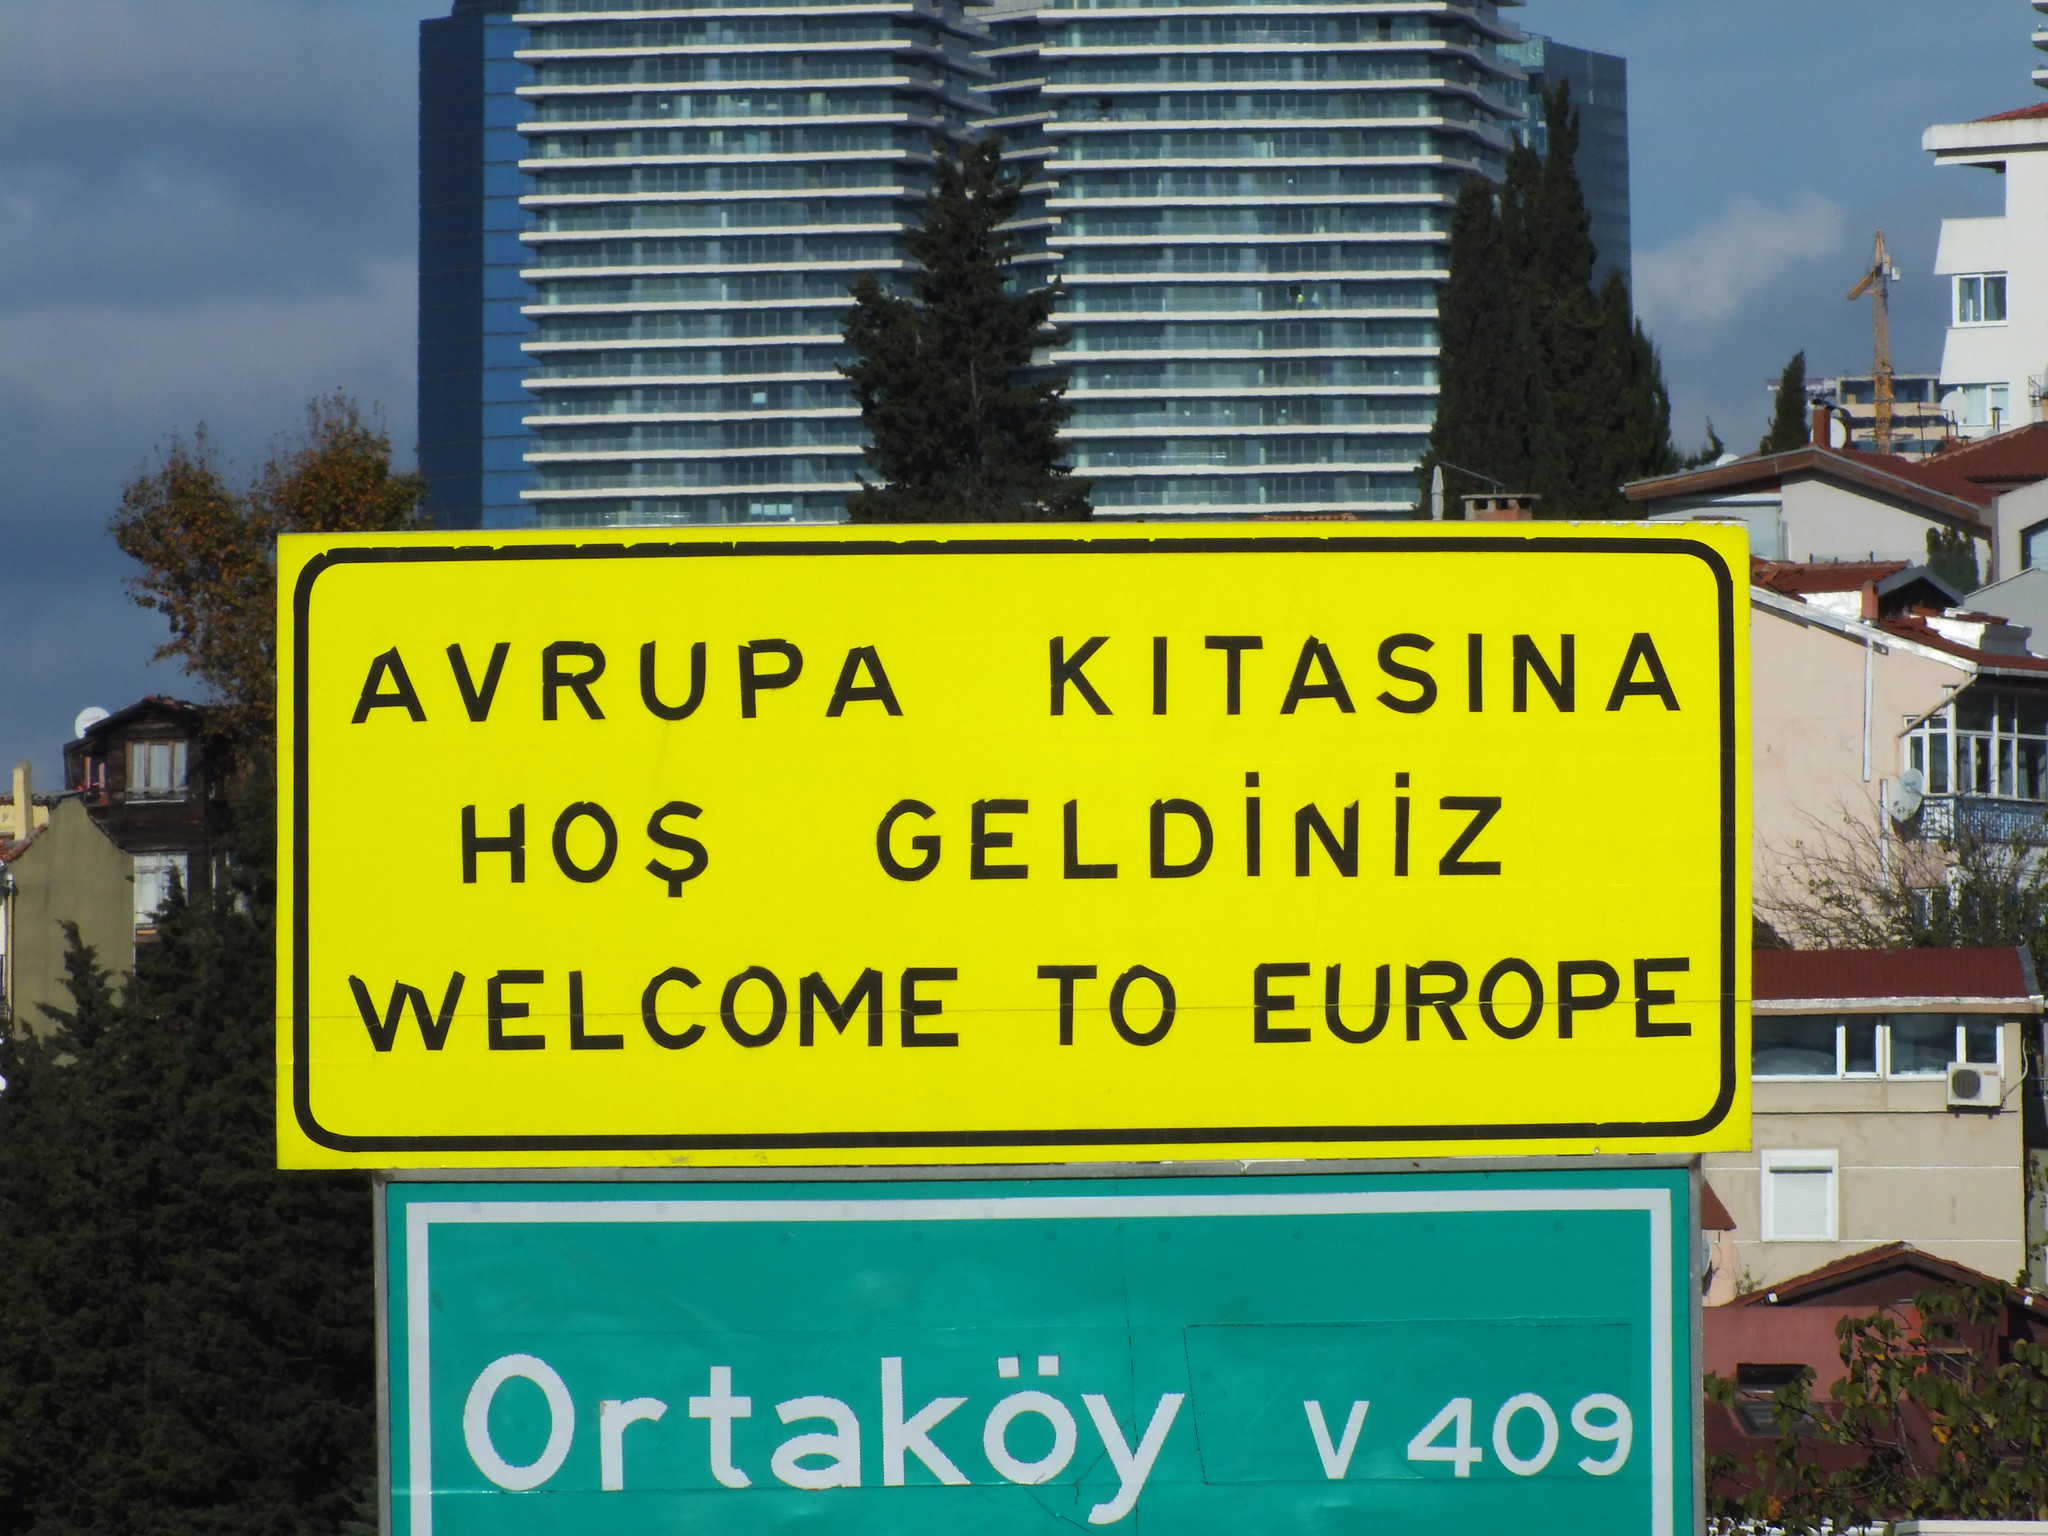 AVRUPA KITASINA
HOŞ GELDİNİZ
WELCOME TO EUROPE
Ortaköy V 409